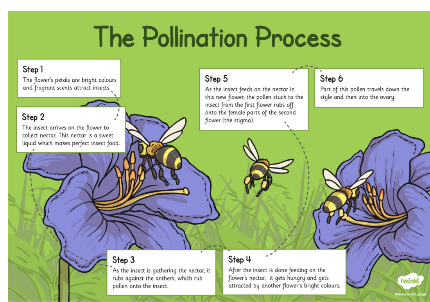 The Pollination Process
Step 1
The flower's petals are bright colours
and fragrant scents attract insects.
Step 2
The insect arrives on the flower to
collect nectar. This nectar is a sweet
liquid which makes perfect insect food.
Step 3
As the insect is gathering the nectar, it
rubs against the anthers, which rub
pollen onto the insect.
Step 4
After the insect is done feeding on the
flower's nectar, it gets hungry and gets
attracted by another flower's bright colours.
Step 5
As the insect feeds on the nectar in
this new flower, the pollen stuck to the
insect from the first flower rubs off
onto the female parts of the second
flower (the stigma).
Step 6
Part of this pollen travels down the
style and then into the ovary.
twinkl
www.twinkl.com